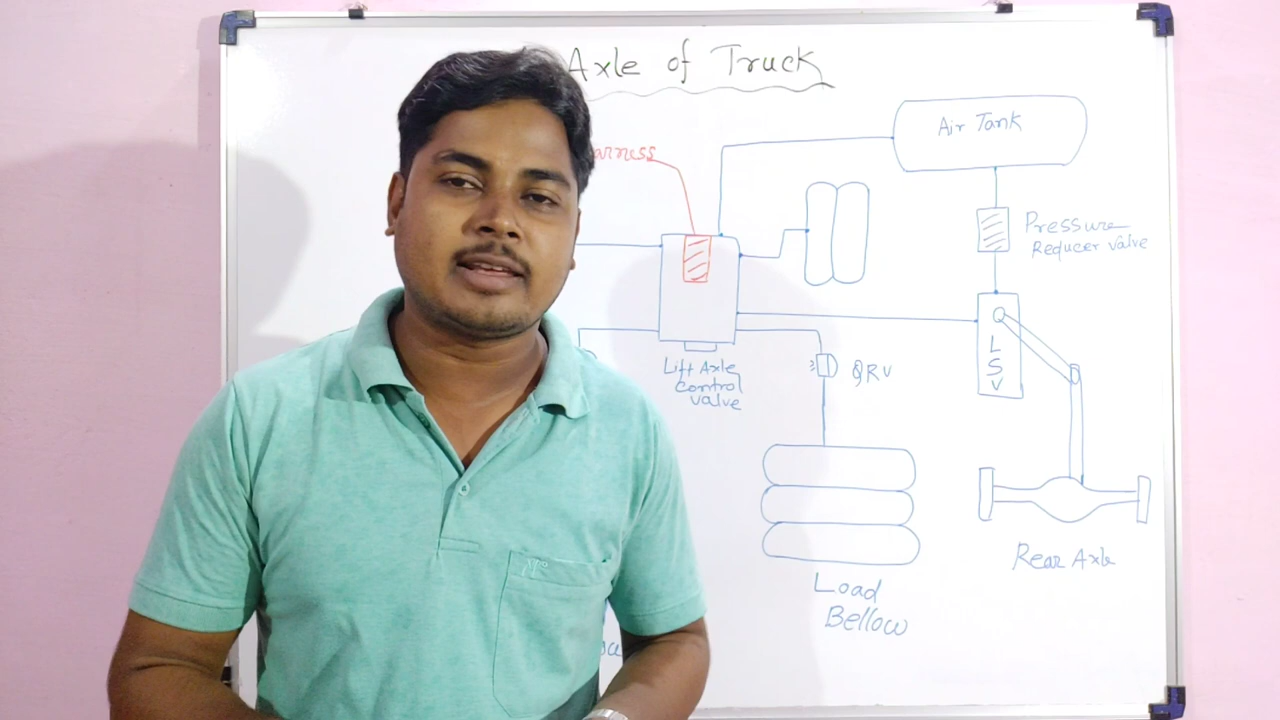 Axle of Truck
Air Tank
arness
Pressure
Reducer Valve
Lift Axle
control
valve
QRV
L
S
V
Load
Bellow
Rear Axle